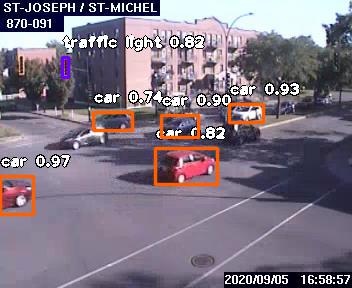 ST-JOSEPH / ST-MICHEL
870-091
traffic light 0.82
car 0.74
car 0.90
car 0.93
car 0.82
car 0.97
2020/09/05 16:58:57